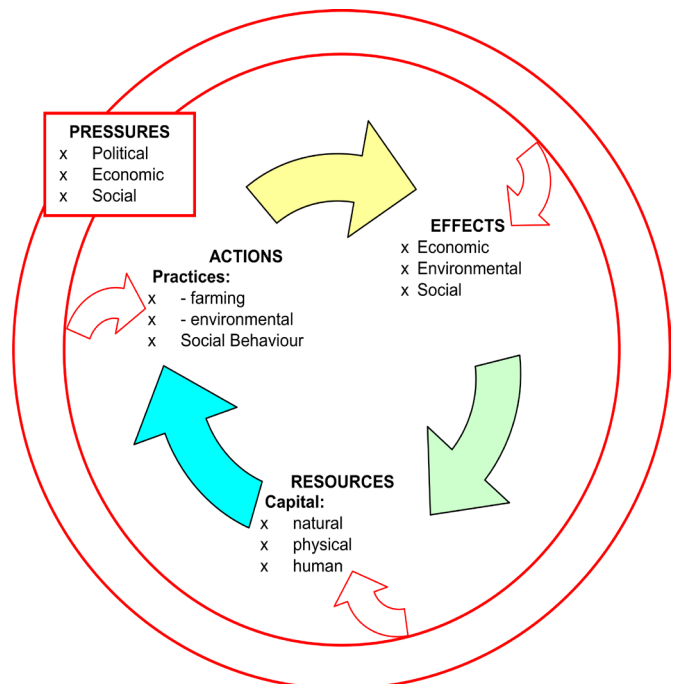 PRESSURES
x Political
x Economic
x Social
EFFECTS
x Economic
x Environmental
x Social
ACTIONS
Practices:
x - farming
x - environmental
x Social Behaviour
RESOURCES
Capital:
x natural
x physical
x human